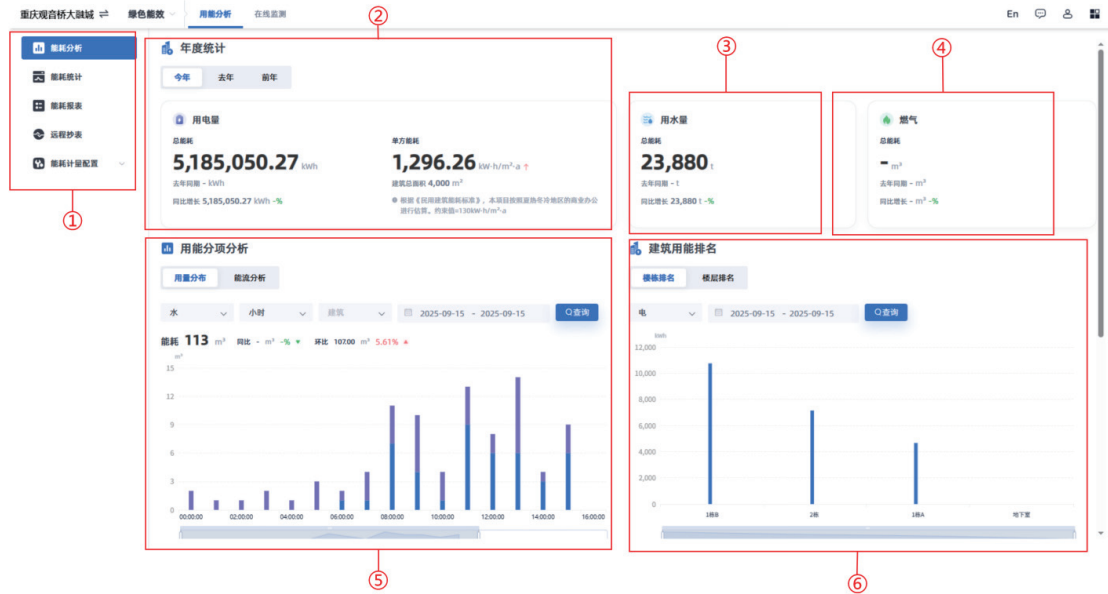 重庆观音桥大融城 绿色能效 用能分析 在线监测 En
②
① ③ ④
能耗分析
能耗统计
能耗报表
远程抄表
能耗计量配置
年度统计
今年 去年 前年
用电量
总能耗 单方能耗
5,185,050.27 kWh 1,296.26 kW·h/m²·a ↑
去年同期 - kWh 建筑总面积 4,000 m²
同比增长 5,185,050.27 kWh -%
根据《民用建筑能耗标准》，本项目按照夏热冬冷地区的商业办公
进行估算。约束值=130kW·h/m²·a
用水量
总能耗
23,880 t
去年同期 - t
同比增长 23,880 t -%
燃气
总能耗
- m³
去年同期 - m³
同比增长 - m³ -%
用能分项分析
用量分布 能流分析
水 小时 建筑 2025-09-15 - 2025-09-15 查询
能耗 113 m³ 同比 - m³ -% 环比 107.00 m³ 5.61%
m³
15
12
9
6
3
0
00:00:00 02:00:00 04:00:00 06:00:00 08:00:00 10:00:00 12:00:00 14:00:00 16:00:00
建筑用能排名
楼栋排名 楼层排名
电 2025-09-15 - 2025-09-15 查询
kWh
12,000
10,000
8,000
6,000
4,000
2,000
0
1栋B 2栋 1栋A 地下室
⑤ ⑥